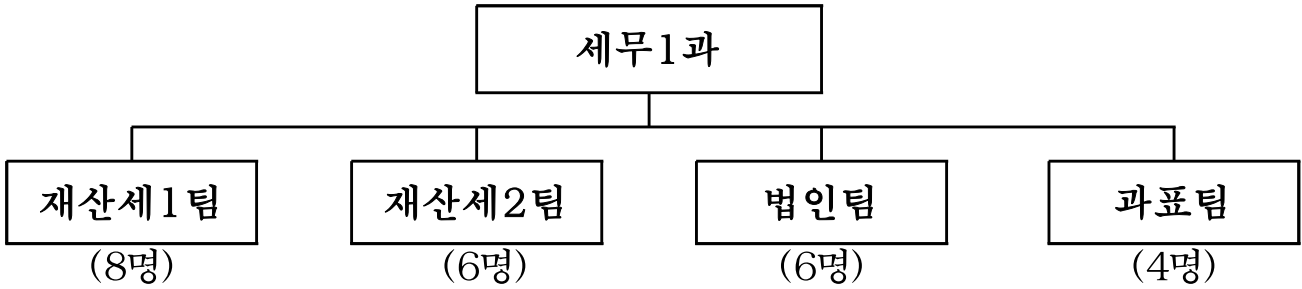 세무1과
재산세1팀 재산세2팀 법인팀 과표팀
(8명) (6명) (6명) (4명)